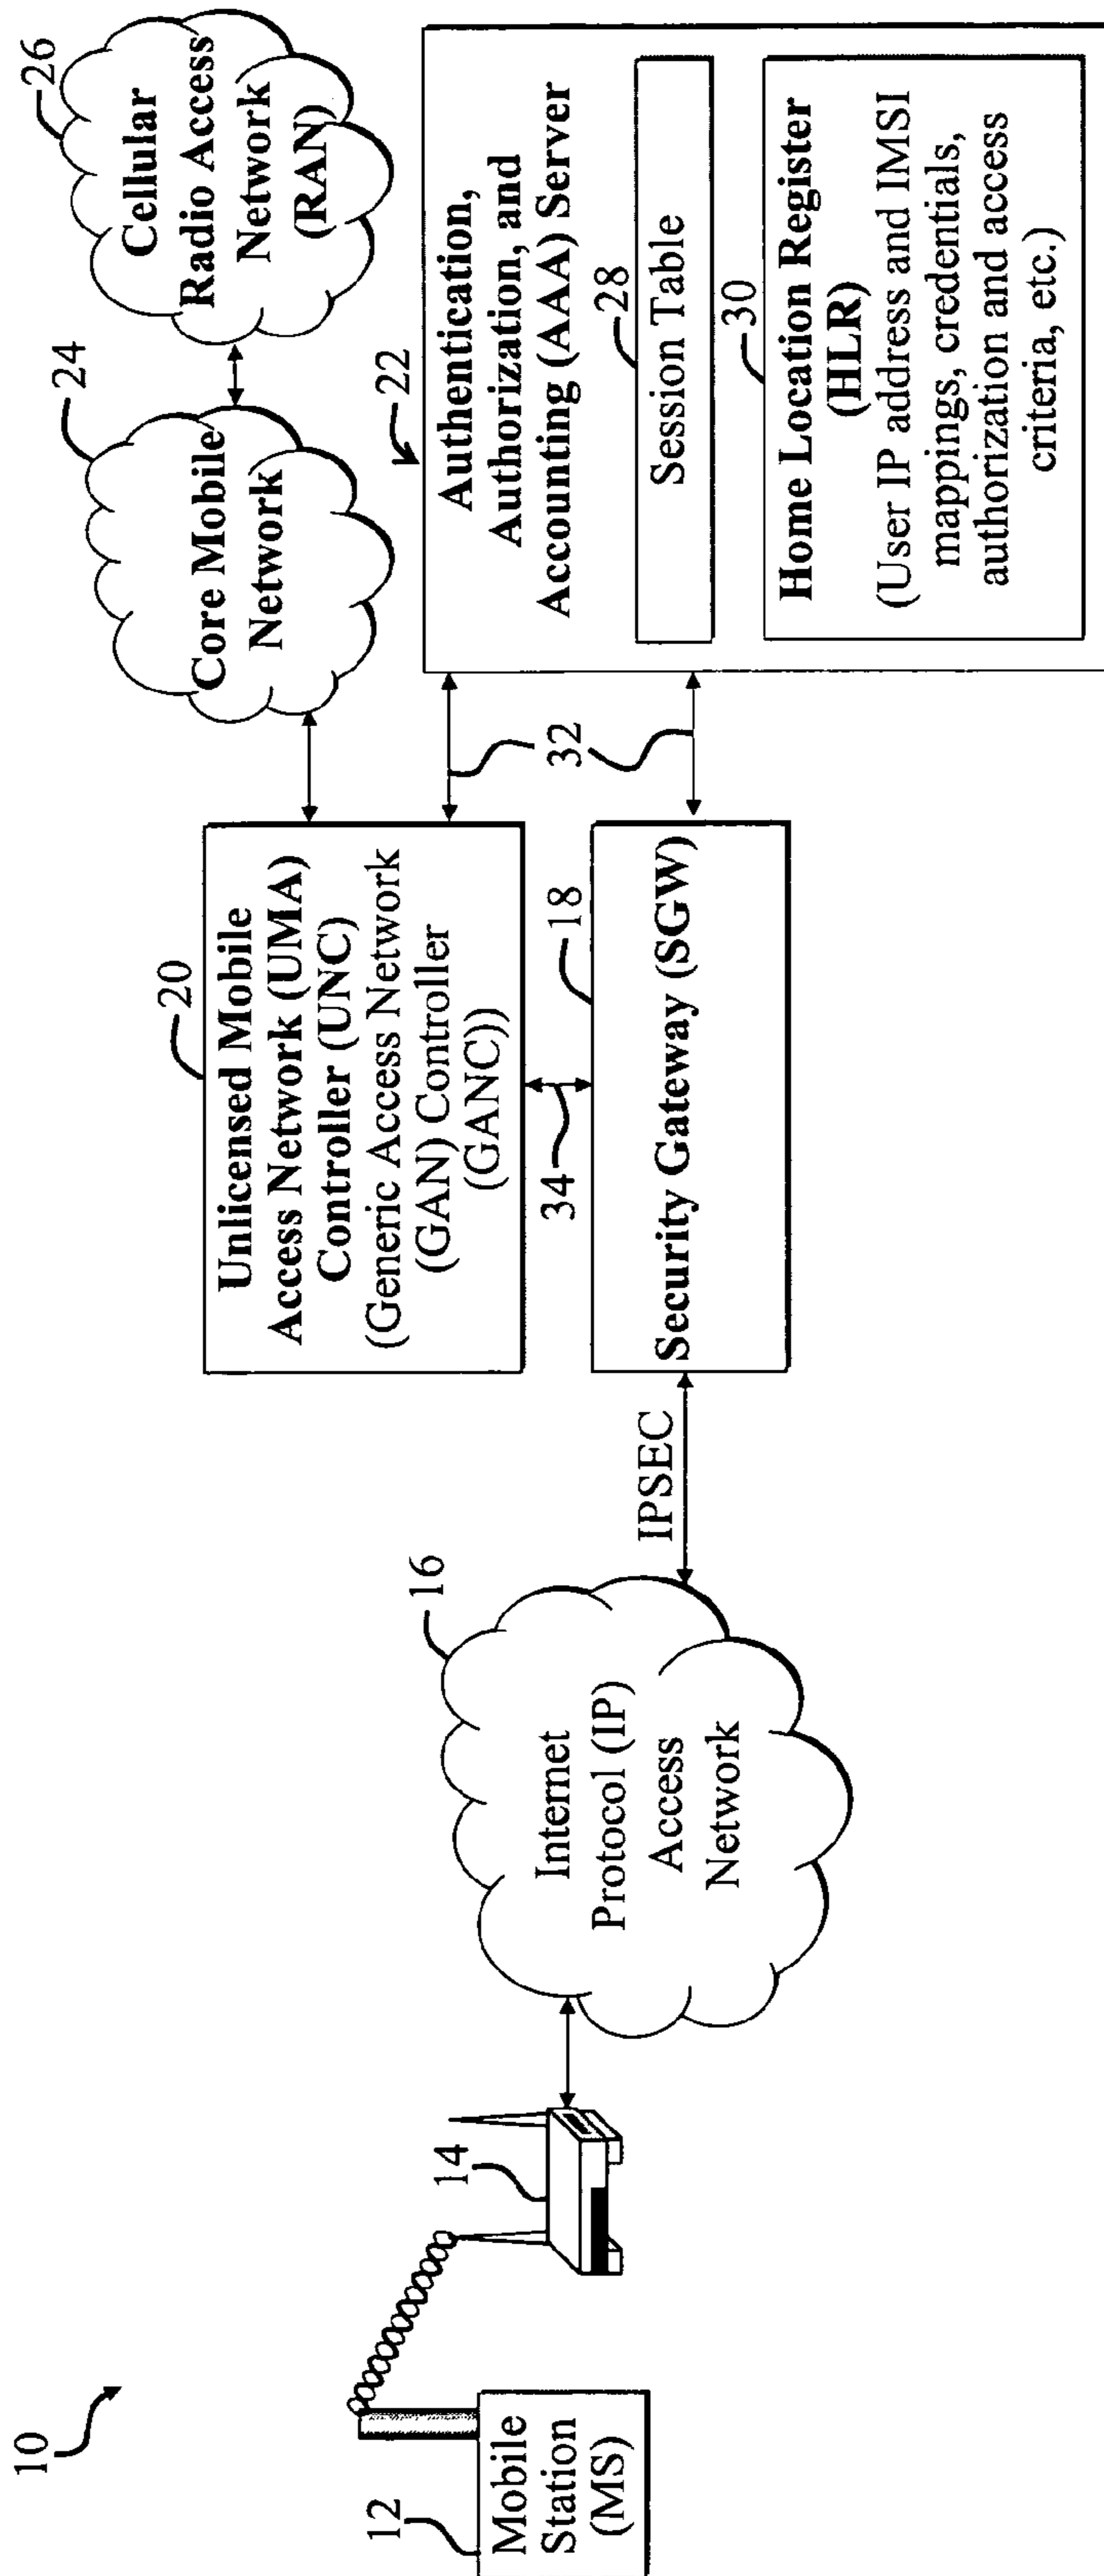 10
12
Mobile
Station
(MS)
14
16
Internet
Protocol (IP)
Access
Network
IPSEC
20
Unlicensed Mobile
Access Network (UMA)
Controller (UNC)
(Generic Access Network
(GAN) Controller
(GANC))
34
18
Security Gateway (SGW)
32
24
Core Mobile
Network
26
Cellular
Radio Access
Network
(RAN)
22
Authentication,
Authorization, and
Accounting (AAA) Server
28
Session Table
30
Home Location Register
(HLR)
(User IP address and IMSI
mappings, credentials,
authorization and access
criteria, etc.)